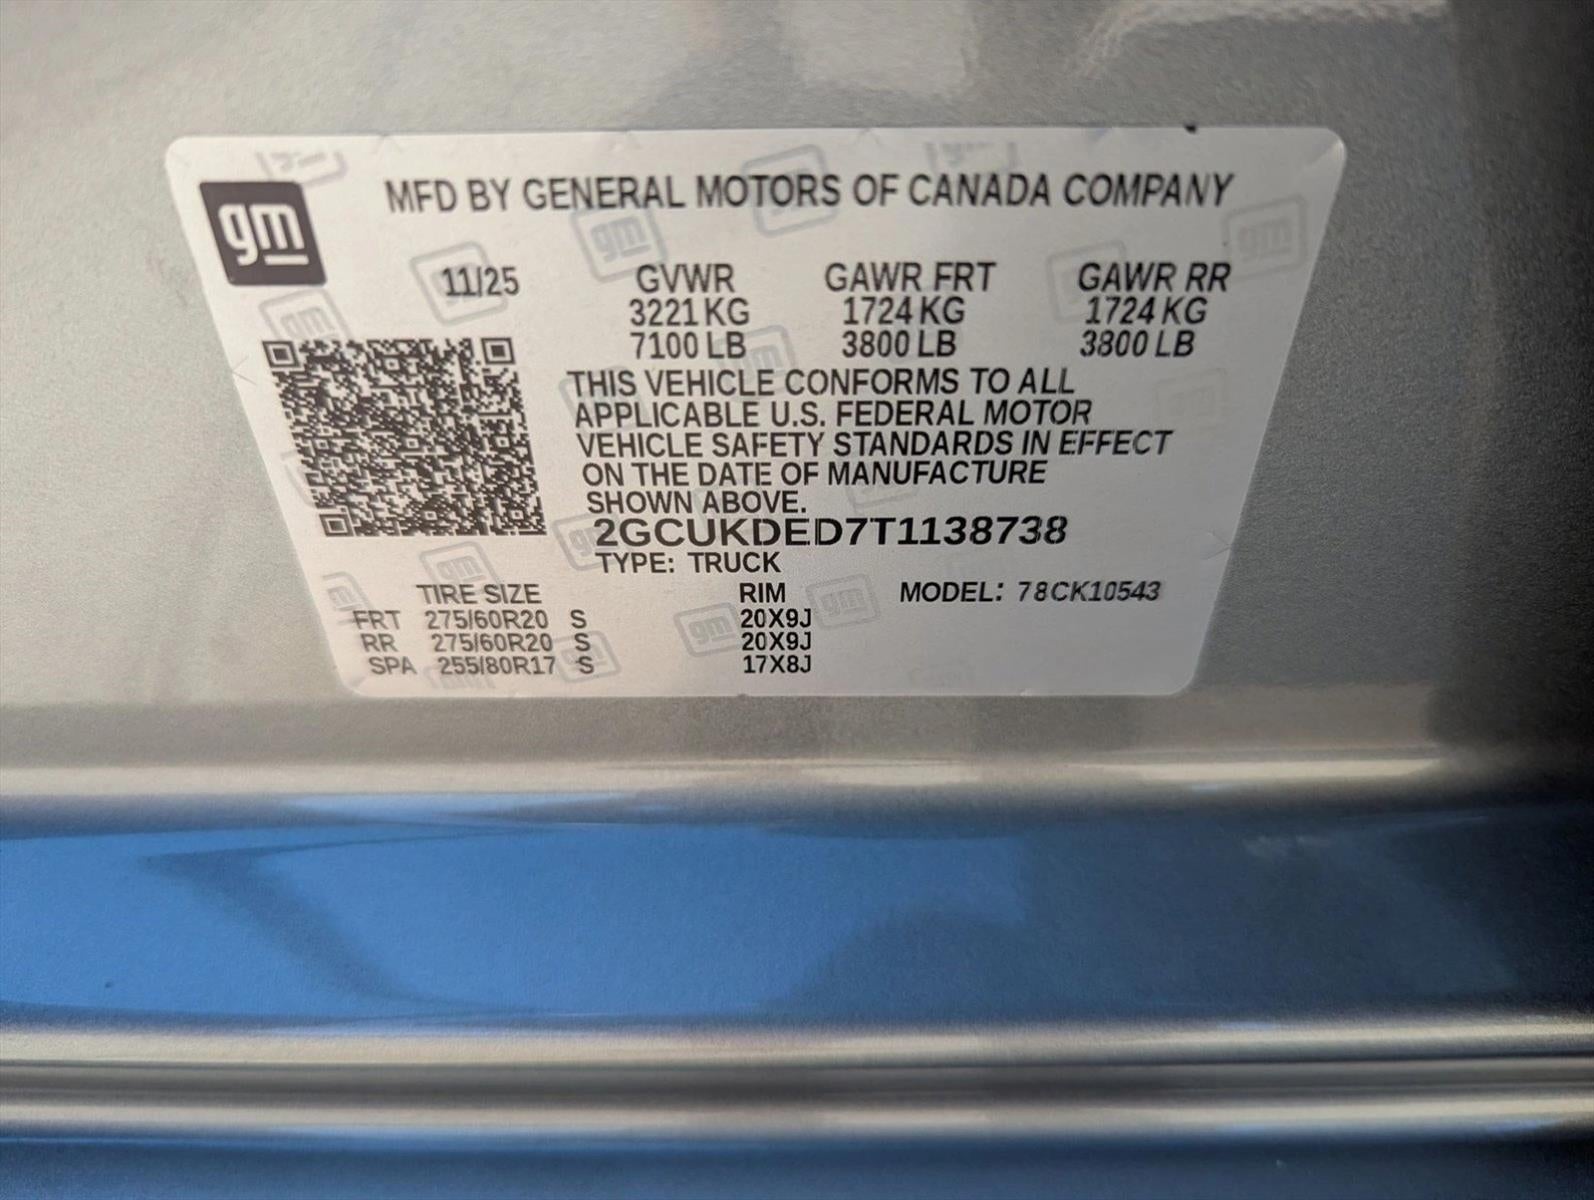 gm
MFD BY GENERAL MOTORS OF CANADA COMPANY
11/25 GVWR GAWR FRT GAWR RR
3221 KG 1724 KG 1724 KG
7100 LB 3800 LB 3800 LB
THIS VEHICLE CONFORMS TO ALL
APPLICABLE U.S. FEDERAL MOTOR
VEHICLE SAFETY STANDARDS IN EFFECT
ON THE DATE OF MANUFACTURE
SHOWN ABOVE.
2GCUKDED7T1138738
TYPE: TRUCK
TIRE SIZE RIM MODEL: 78CK10543
FRT 275/60R20 S 20X9J
RR 275/60R20 S 20X9J
SPA 255/80R17 S 17X8J